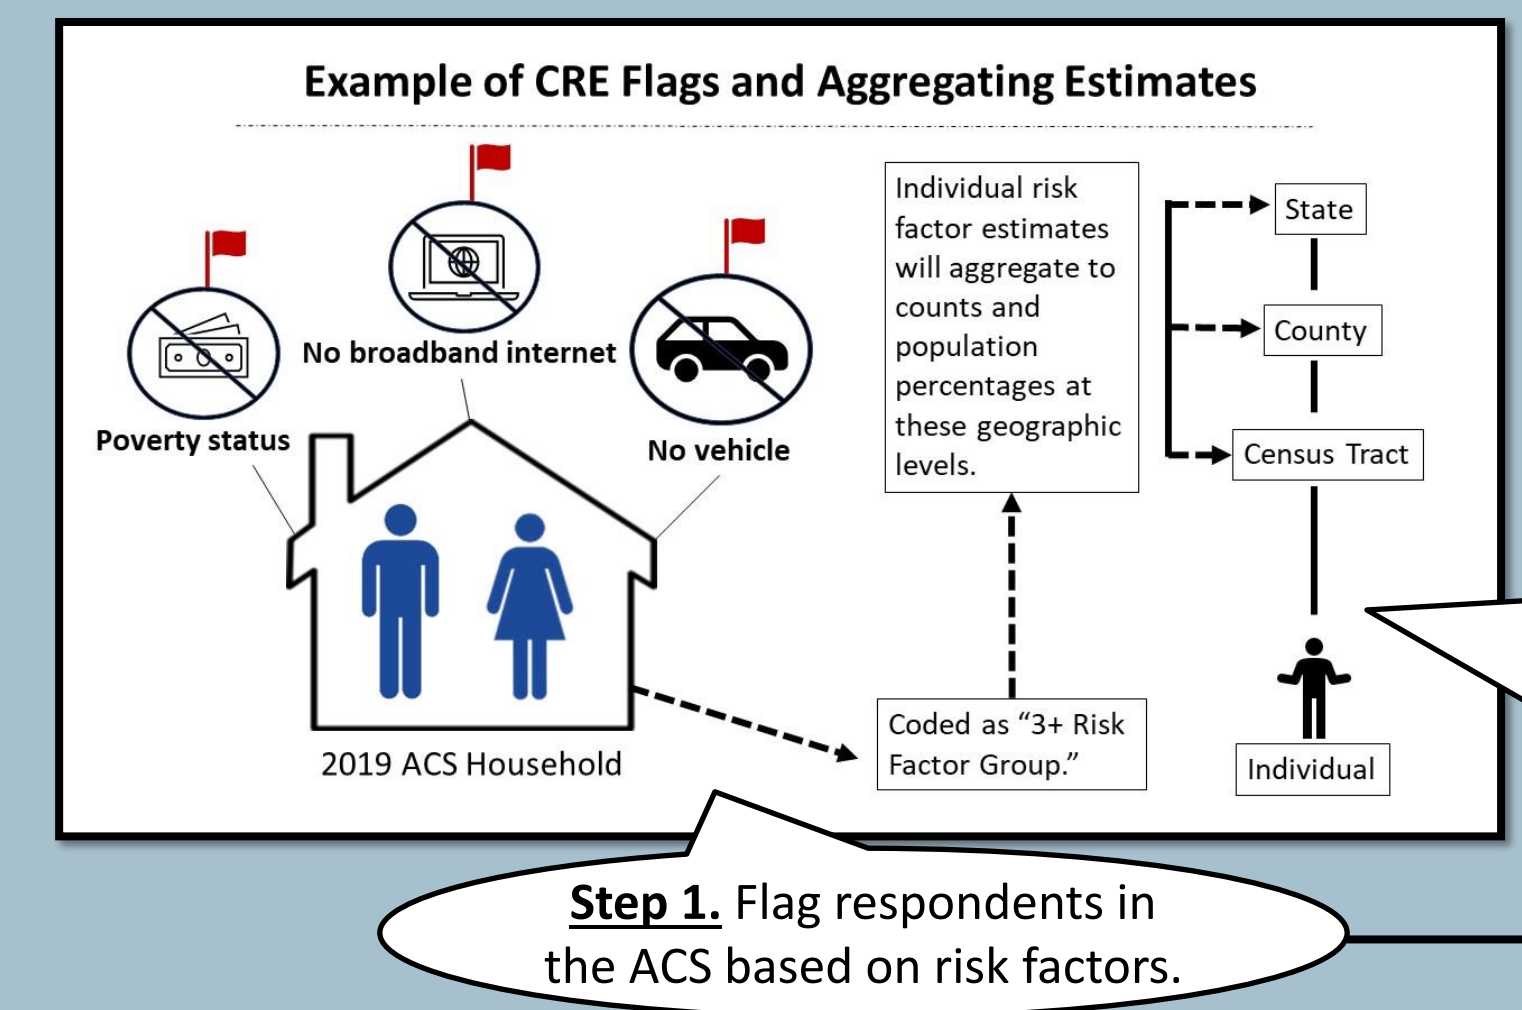 Example of CRE Flags and Aggregating Estimates
Poverty status
No broadband internet
No vehicle
2019 ACS Household
Coded as “3+ Risk
Factor Group.”
Individual risk
factor estimates
will aggregate to
counts and
population
percentages at
these geographic
levels.
State
County
Census Tract
Individual
Step 1. Flag respondents in
the ACS based on risk factors.